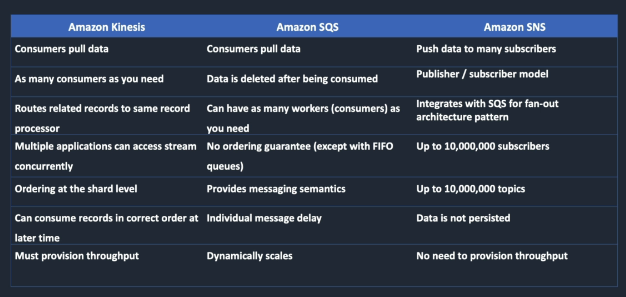 Amazon Kinesis
Amazon SQS
Amazon SNS
Consumers pull data
Consumers pull data
Push data to many subscribers
As many consumers as you need
Data is deleted after being consumed
Publisher / subscriber model
Routes related records to same record
processor
Can have as many workers (consumers) as
you need
Integrates with SQS for fan-out
architecture pattern
Multiple applications can access stream
concurrently
No ordering guarantee (except with FIFO
queues)
Up to 10,000,000 subscribers
Ordering at the shard level
Provides messaging semantics
Up to 10,000,000 topics
Can consume records in correct order at
later time
Individual message delay
Data is not persisted
Must provision throughput
Dynamically scales
No need to provision throughput